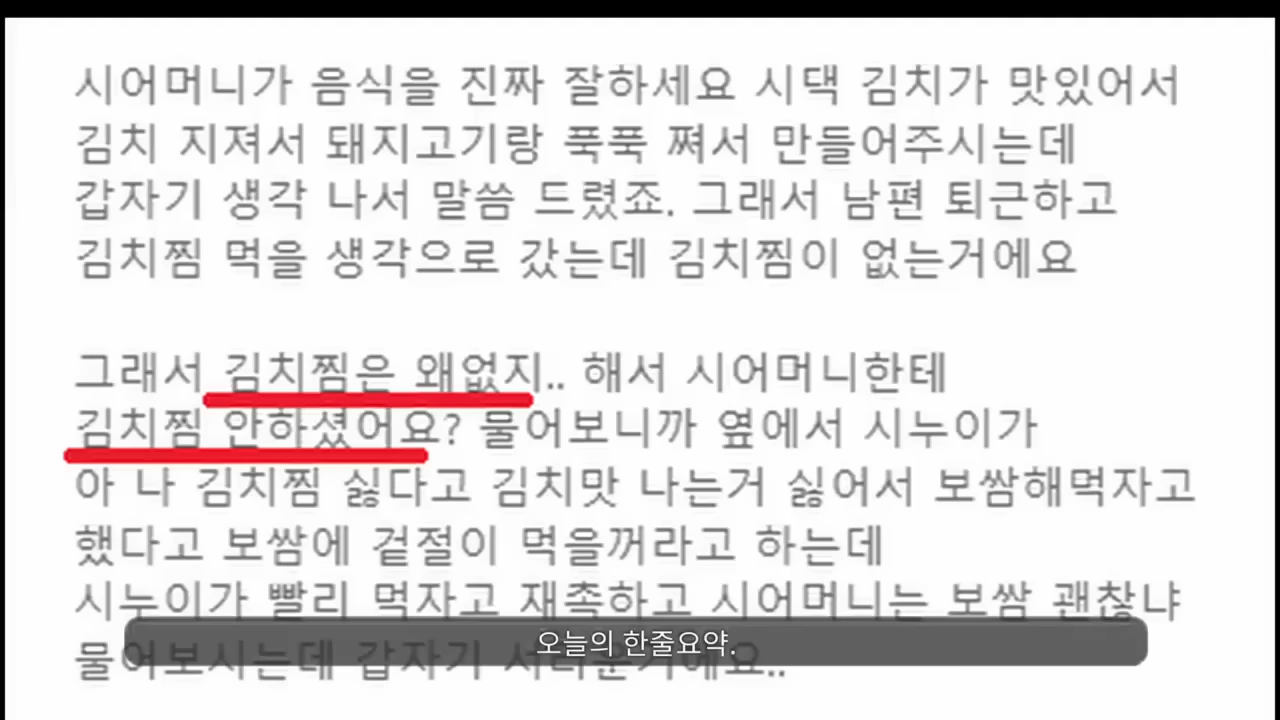 시어머니가 음식을 진짜 잘하세요 시댁 김치가 맛있어서
김치 지져서 돼지고기랑 푹푹 쪄서 만들어주시는데
갑자기 생각 나서 말씀 드렸죠. 그래서 남편 퇴근하고
김치찜 먹을 생각으로 갔는데 김치찜이 없는거에요
그래서 김치찜은 왜없지.. 해서 시어머니한테
김치찜 안하셨어요? 물어보니까 옆에서 시누이가
아 나 김치찜 싫다고 김치맛 나는거 싫어서 보쌈해먹자고
했다고 보쌈에 겉절이 먹을꺼라고 하는데
시누이가 빨리 먹자고 재촉하고 시어머니는 보쌈 괜찮냐
물어보시는데 갑자기 서러운거에요..
오늘의 한줄요약.